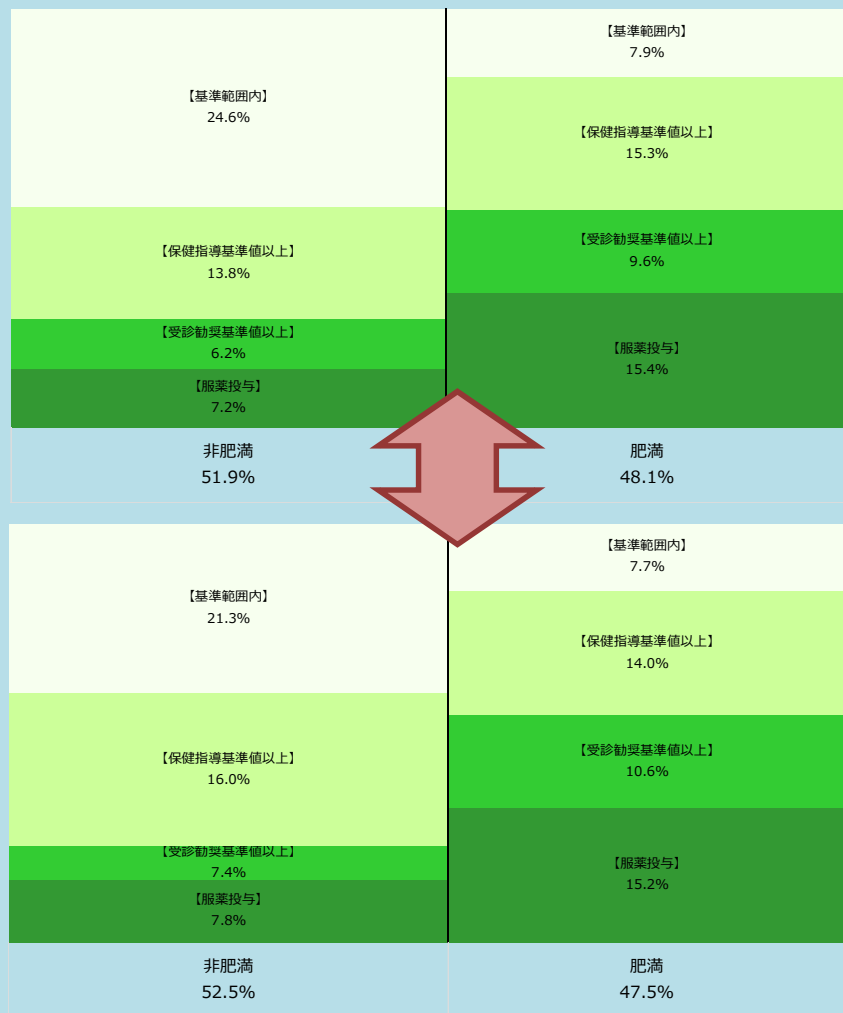 【基準範囲内】
24.6%
【保健指導基準値以上】
13.8%
【受診勧奨基準値以上】
6.2%
【服薬投与】
7.2%
非肥満
51.9%
【基準範囲内】
7.9%
【保健指導基準値以上】
15.3%
【受診勧奨基準値以上】
9.6%
【服薬投与】
15.4%
肥満
48.1%
【基準範囲内】
21.3%
【保健指導基準値以上】
16.0%
【受診勧奨基準値以上】
7.4%
【服薬投与】
7.8%
非肥満
52.5%
【基準範囲内】
7.7%
【保健指導基準値以上】
14.0%
【受診勧奨基準値以上】
10.6%
【服薬投与】
15.2%
肥満
47.5%